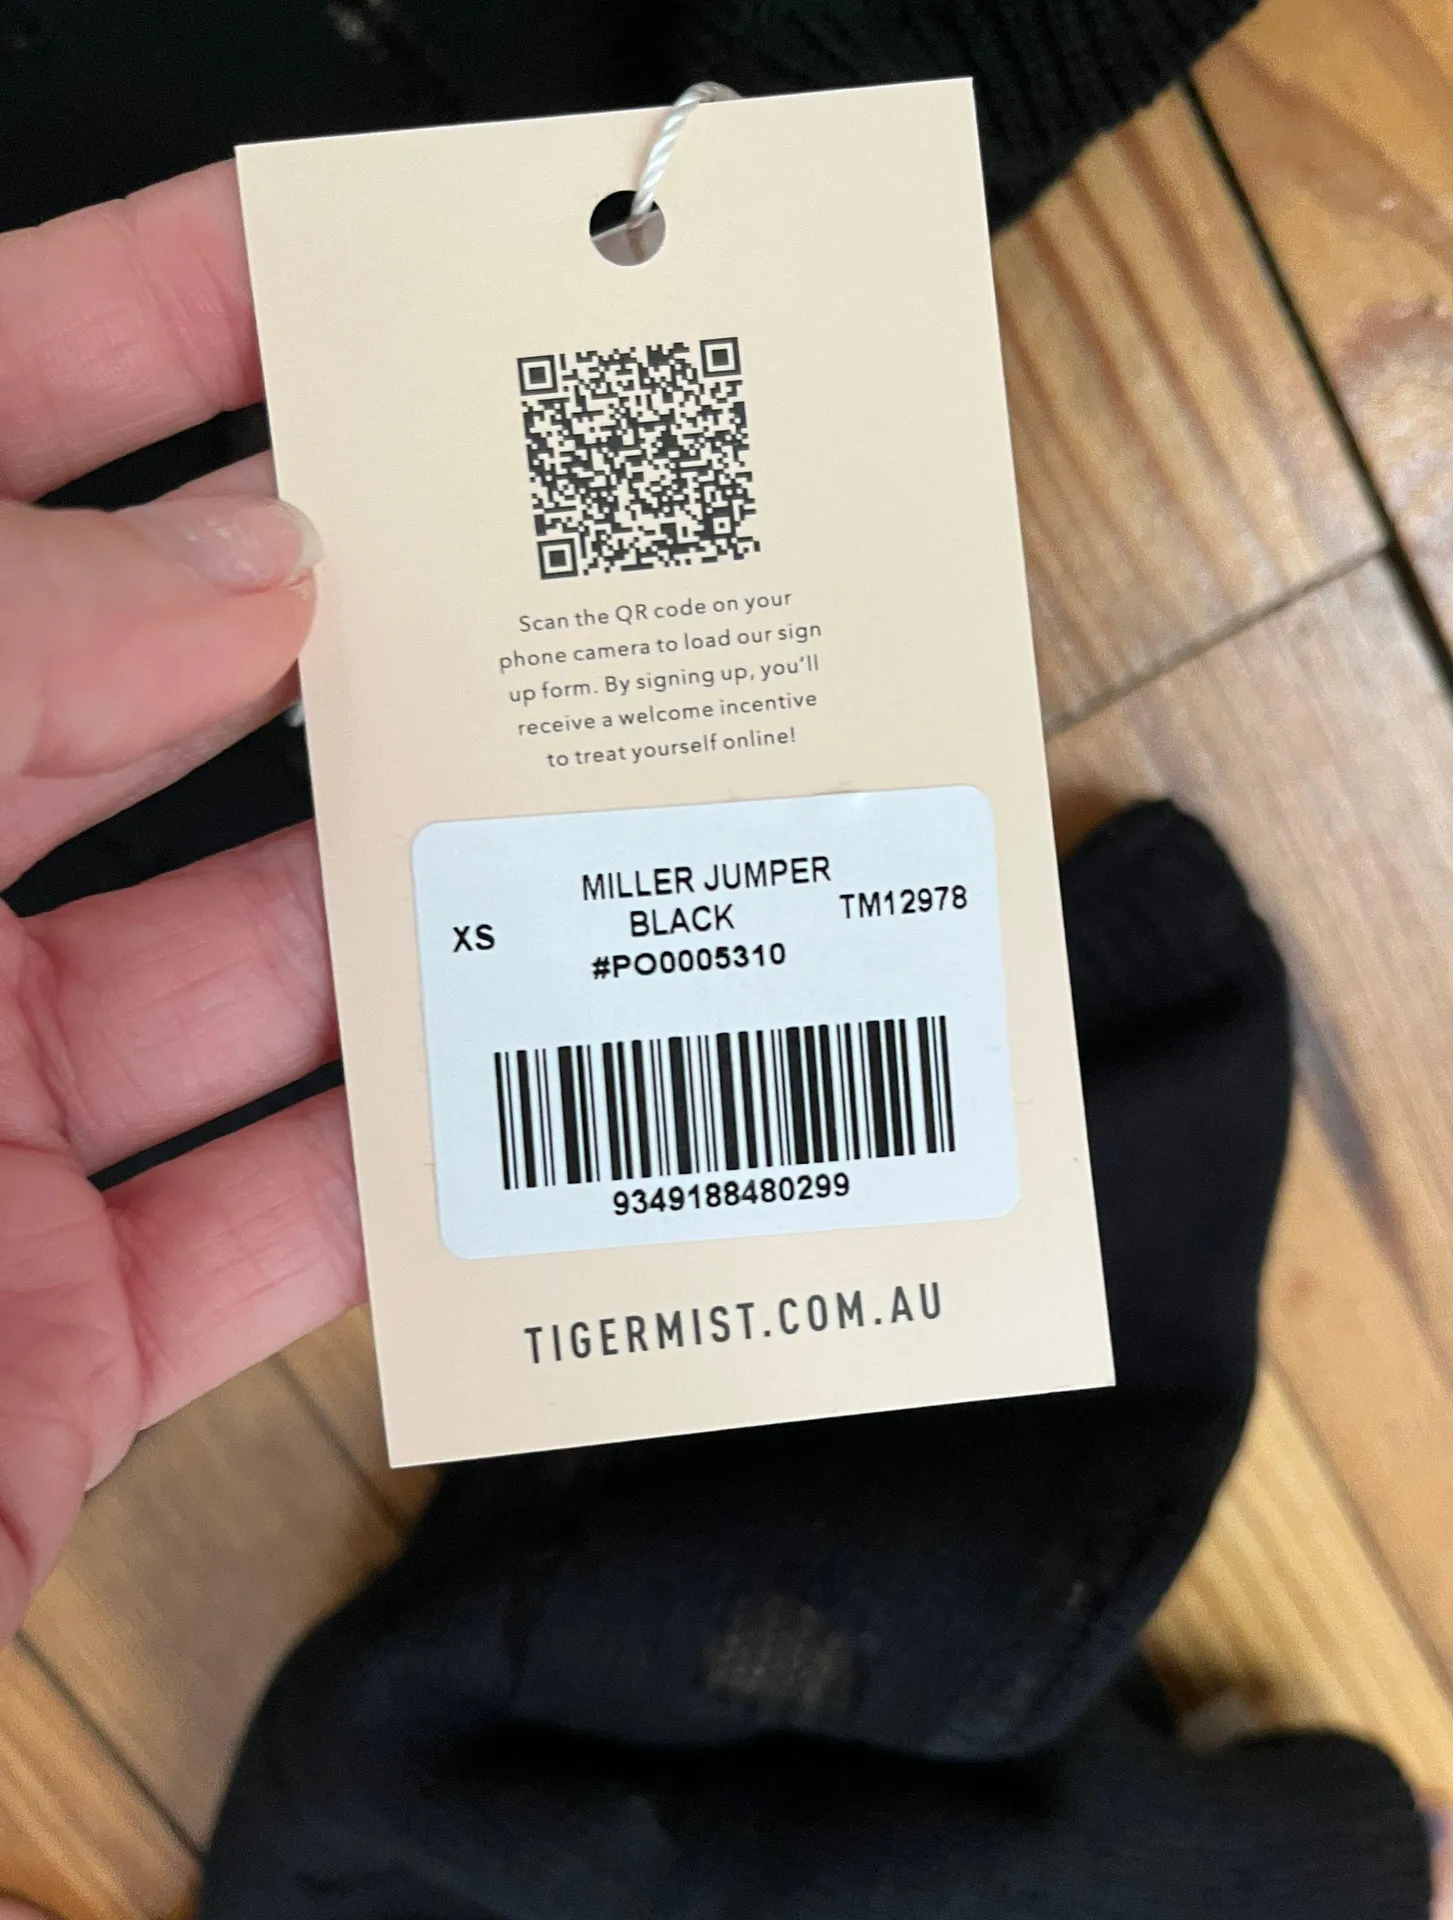 Scan the QR code on your
phone camera to load our sign
up form. By signing up, you'll
receive a welcome incentive
to treat yourself online!
MILLER JUMPER
XS BLACK TM12978
#PO0005310
9349188480299
TIGERMIST.COM.AU